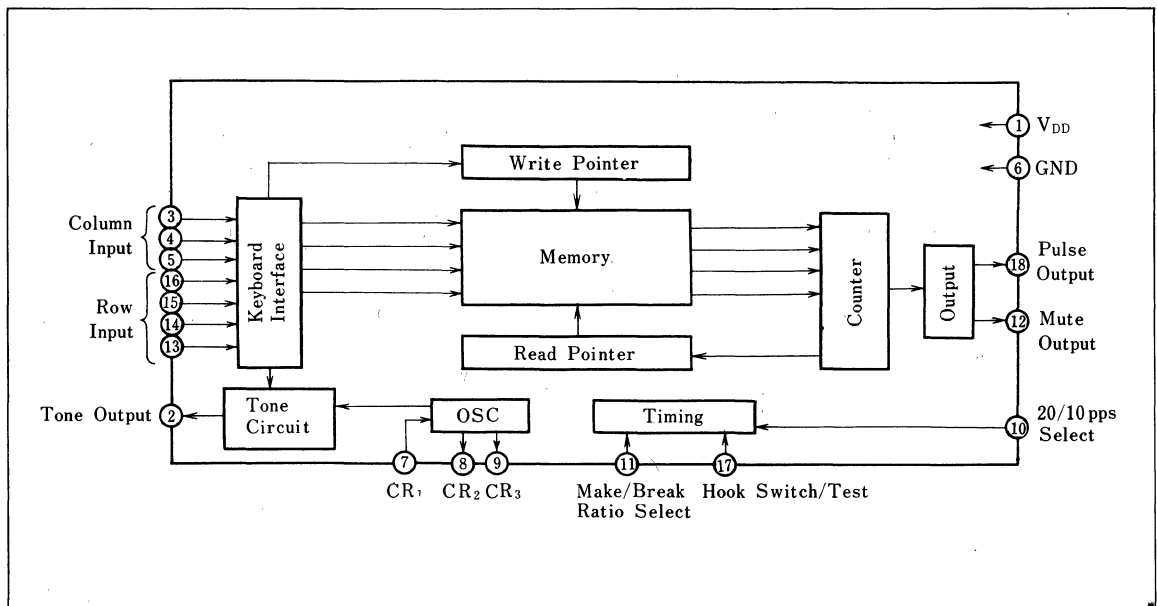 1 V_DD
Write Pointer
6 GND
3
Column
Input
4
5
Keyboard
Interface
Memory
Counter
Output
18 Pulse
Output
16
Row
Input
15
14
13
12 Mute
Output
Read Pointer
Tone Output 2
Tone
Circuit
OSC
Timing
20/10 pps
10 Select
7 8 9 11 17
CR₁ CR₂ CR₃ Make/Break
Ratio Select
Hook Switch/Test